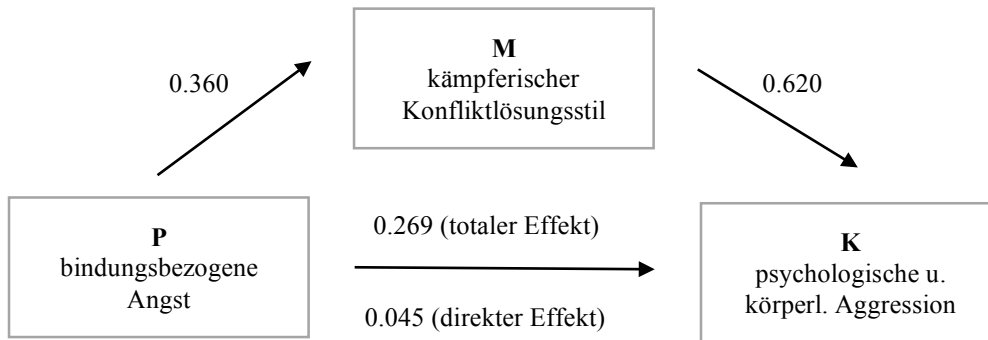 M
kämpferischer
Konfliktlösungsstil
0.360
0.620
P
bindungsbezogene
Angst
0.269 (totaler Effekt)
0.045 (direkter Effekt)
K
psychologische u.
körperl. Aggression